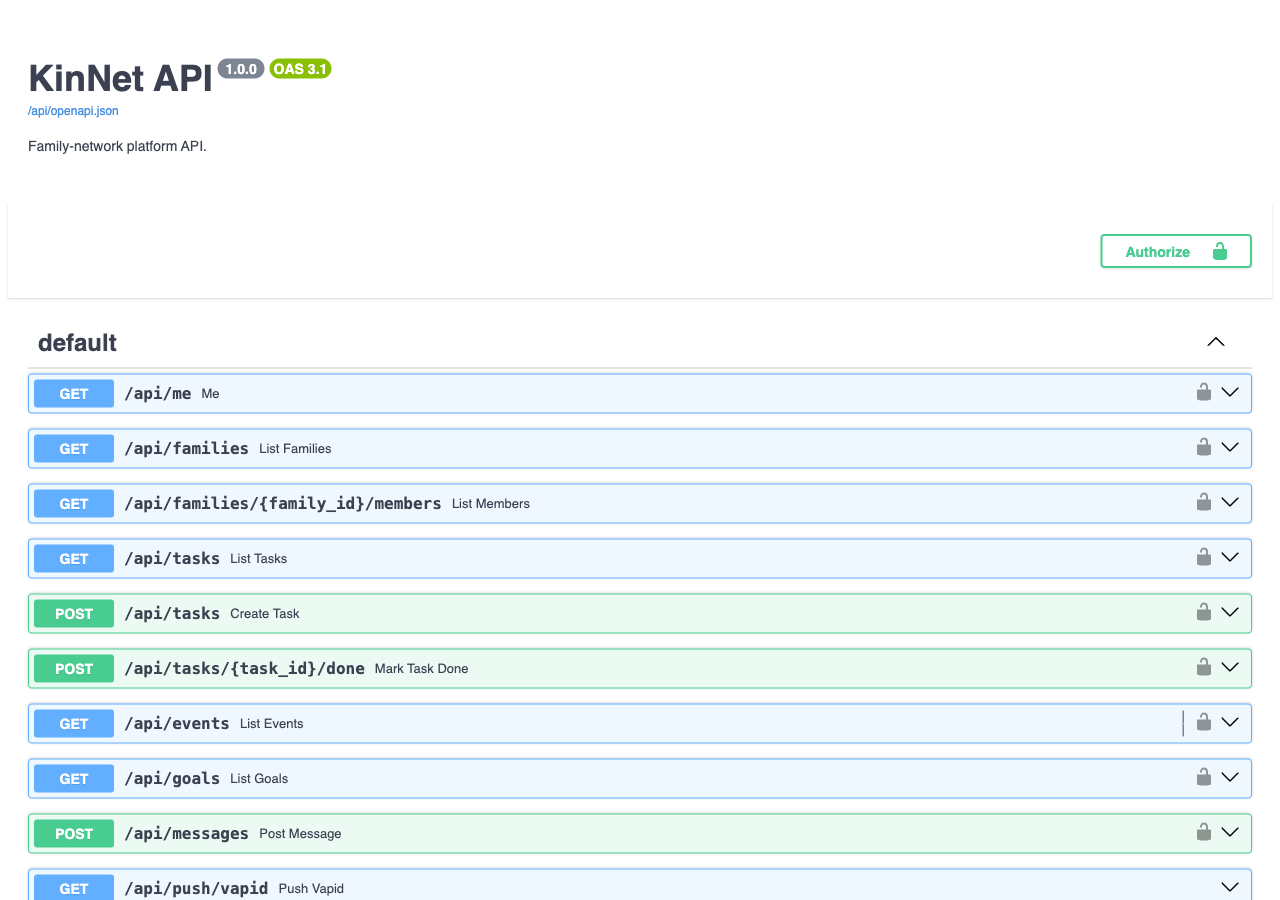 KinNet API 1.0.0 OAS 3.1
/api/openapi.json
Family-network platform API.
Authorize
default
GET /api/me Me
GET /api/families List Families
GET /api/families/{family_id}/members List Members
GET /api/tasks List Tasks
POST /api/tasks Create Task
POST /api/tasks/{task_id}/done Mark Task Done
GET /api/events List Events
GET /api/goals List Goals
POST /api/messages Post Message
GET /api/push/vapid Push Vapid